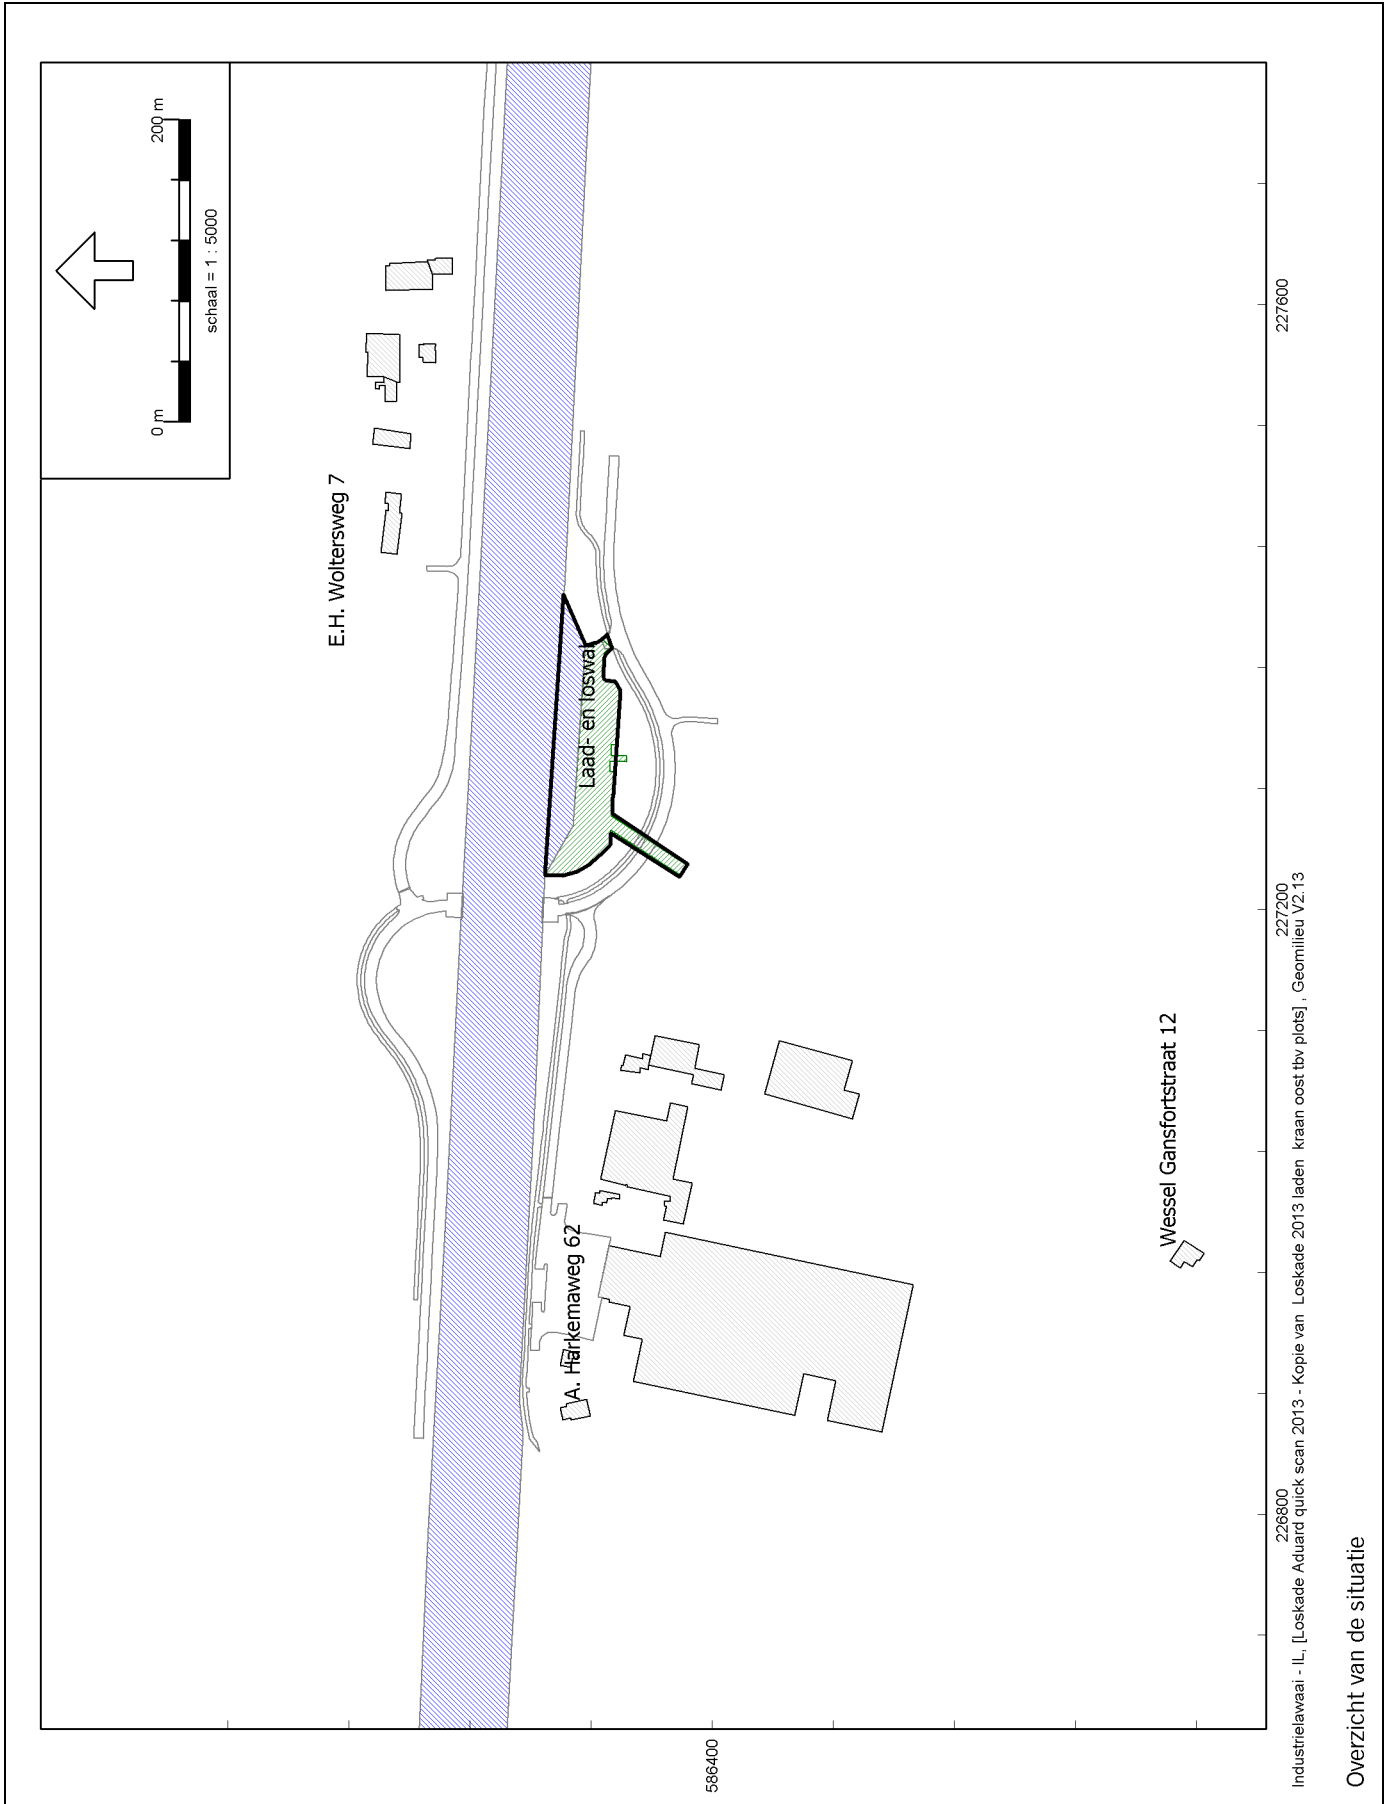 0 m
200 m
schaal = 1 : 5000
E.H. Woltersweg 7
Laad- en loswal
A. Harkemaweg 62
Wessel Gansfortstraat 12
586400
226800
227200
227600
Industrielawaai - IL, [Loskade Aduard quick scan 2013 - Kopie van Loskade 2013 laden kraan oost tbv plots] , Geomilieu V2.13
Overzicht van de situatie